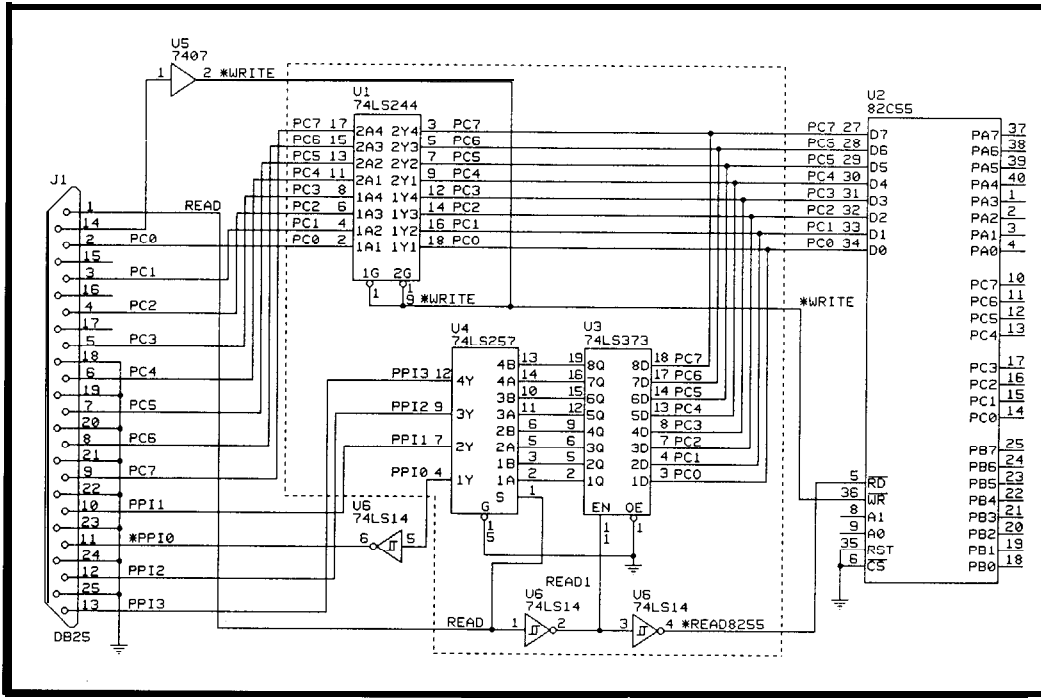 U5
7407
1 2 *WRITE
U1
74LS244
PC7 17 2A4 2Y4 3 PC7
PC6 15 2A3 2Y3 5 PC6
PC5 13 2A2 2Y2 7 PC5
PC4 11 2A1 2Y1 9 PC4
PC3 8 1A4 1Y4 12 PC3
PC2 6 1A3 1Y3 14 PC2
PC1 4 1A2 1Y2 16 PC1
PC0 2 1A1 1Y1 18 PC0
1G 2G
1 19 *WRITE
U2
82C55
PC7 27 D7 PA7 37
PC6 28 D6 PA6 38
PC5 29 D5 PA5 39
PC4 30 D4 PA4 40
PC3 31 D3 PA3 1
PC2 32 D2 PA2 2
PC1 33 D1 PA1 3
PC0 34 D0 PA0 4
PC7 10
PC6 11
PC5 12
PC4 13
PC3 17
PC2 16
PC1 15
PC0 14
PB7 25
PB6 24
5 RD PB5 23
36 WR PB4 22
8 A1 PB3 21
9 A0 PB2 20
35 RST PB1 19
6 CS PB0 18
*WRITE
J1
1 READ
14
2 PC0
15
3 PC1
16
4 PC2
17
5 PC3
18
6 PC4
19
7 PC5
20
8 PC6
21
9 PC7
22
10 PPI1
23
11 *PPI0
24
12 PPI2
25
13 PPI3
DB25
U4
74LS257
PPI3 12 4Y 4B 13
4A 14
3B 10
PPI2 9 3Y 3A 11
2B 6
PPI1 7 2Y 2A 5
1B 3
PPI0 4 1Y 1A 2
S 1
G
15
U3
74LS373
19 8Q 8D 18 PC7
16 7Q 7D 17 PC6
15 6Q 6D 14 PC5
12 5Q 5D 13 PC4
9 4Q 4D 8 PC3
6 3Q 3D 7 PC2
5 2Q 2D 4 PC1
2 1Q 1D 3 PC0
EN OE
11 1
U6
74LS14
6 5
READ1
U6
74LS14
READ 1 2
U6
74LS14
3 4 *READ8255